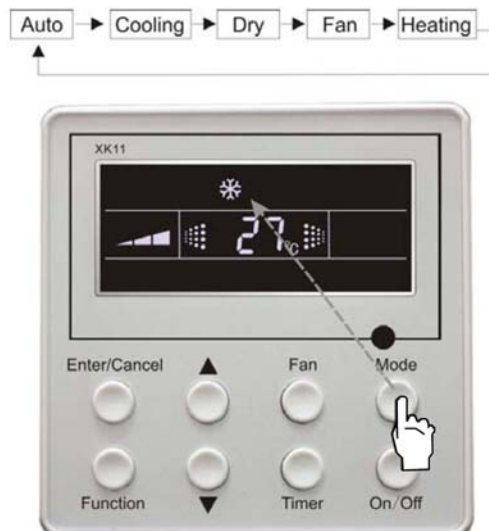 Auto Cooling Dry Fan Heating
XK11
27°C
Enter/Cancel ▲ Fan Mode
Function ▼ Timer On/Off